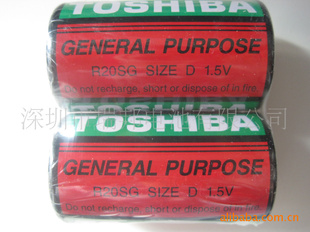 TOSHIBA
GENERAL PURPOSE
R20SG SIZE D 1.5V
Do not recharge, short or dispose of in fire.
深圳
TOSHIBA
GENERAL PURPOSE
R20SG SIZE D 1.5V
Do not recharge, short or dispose of in fire.